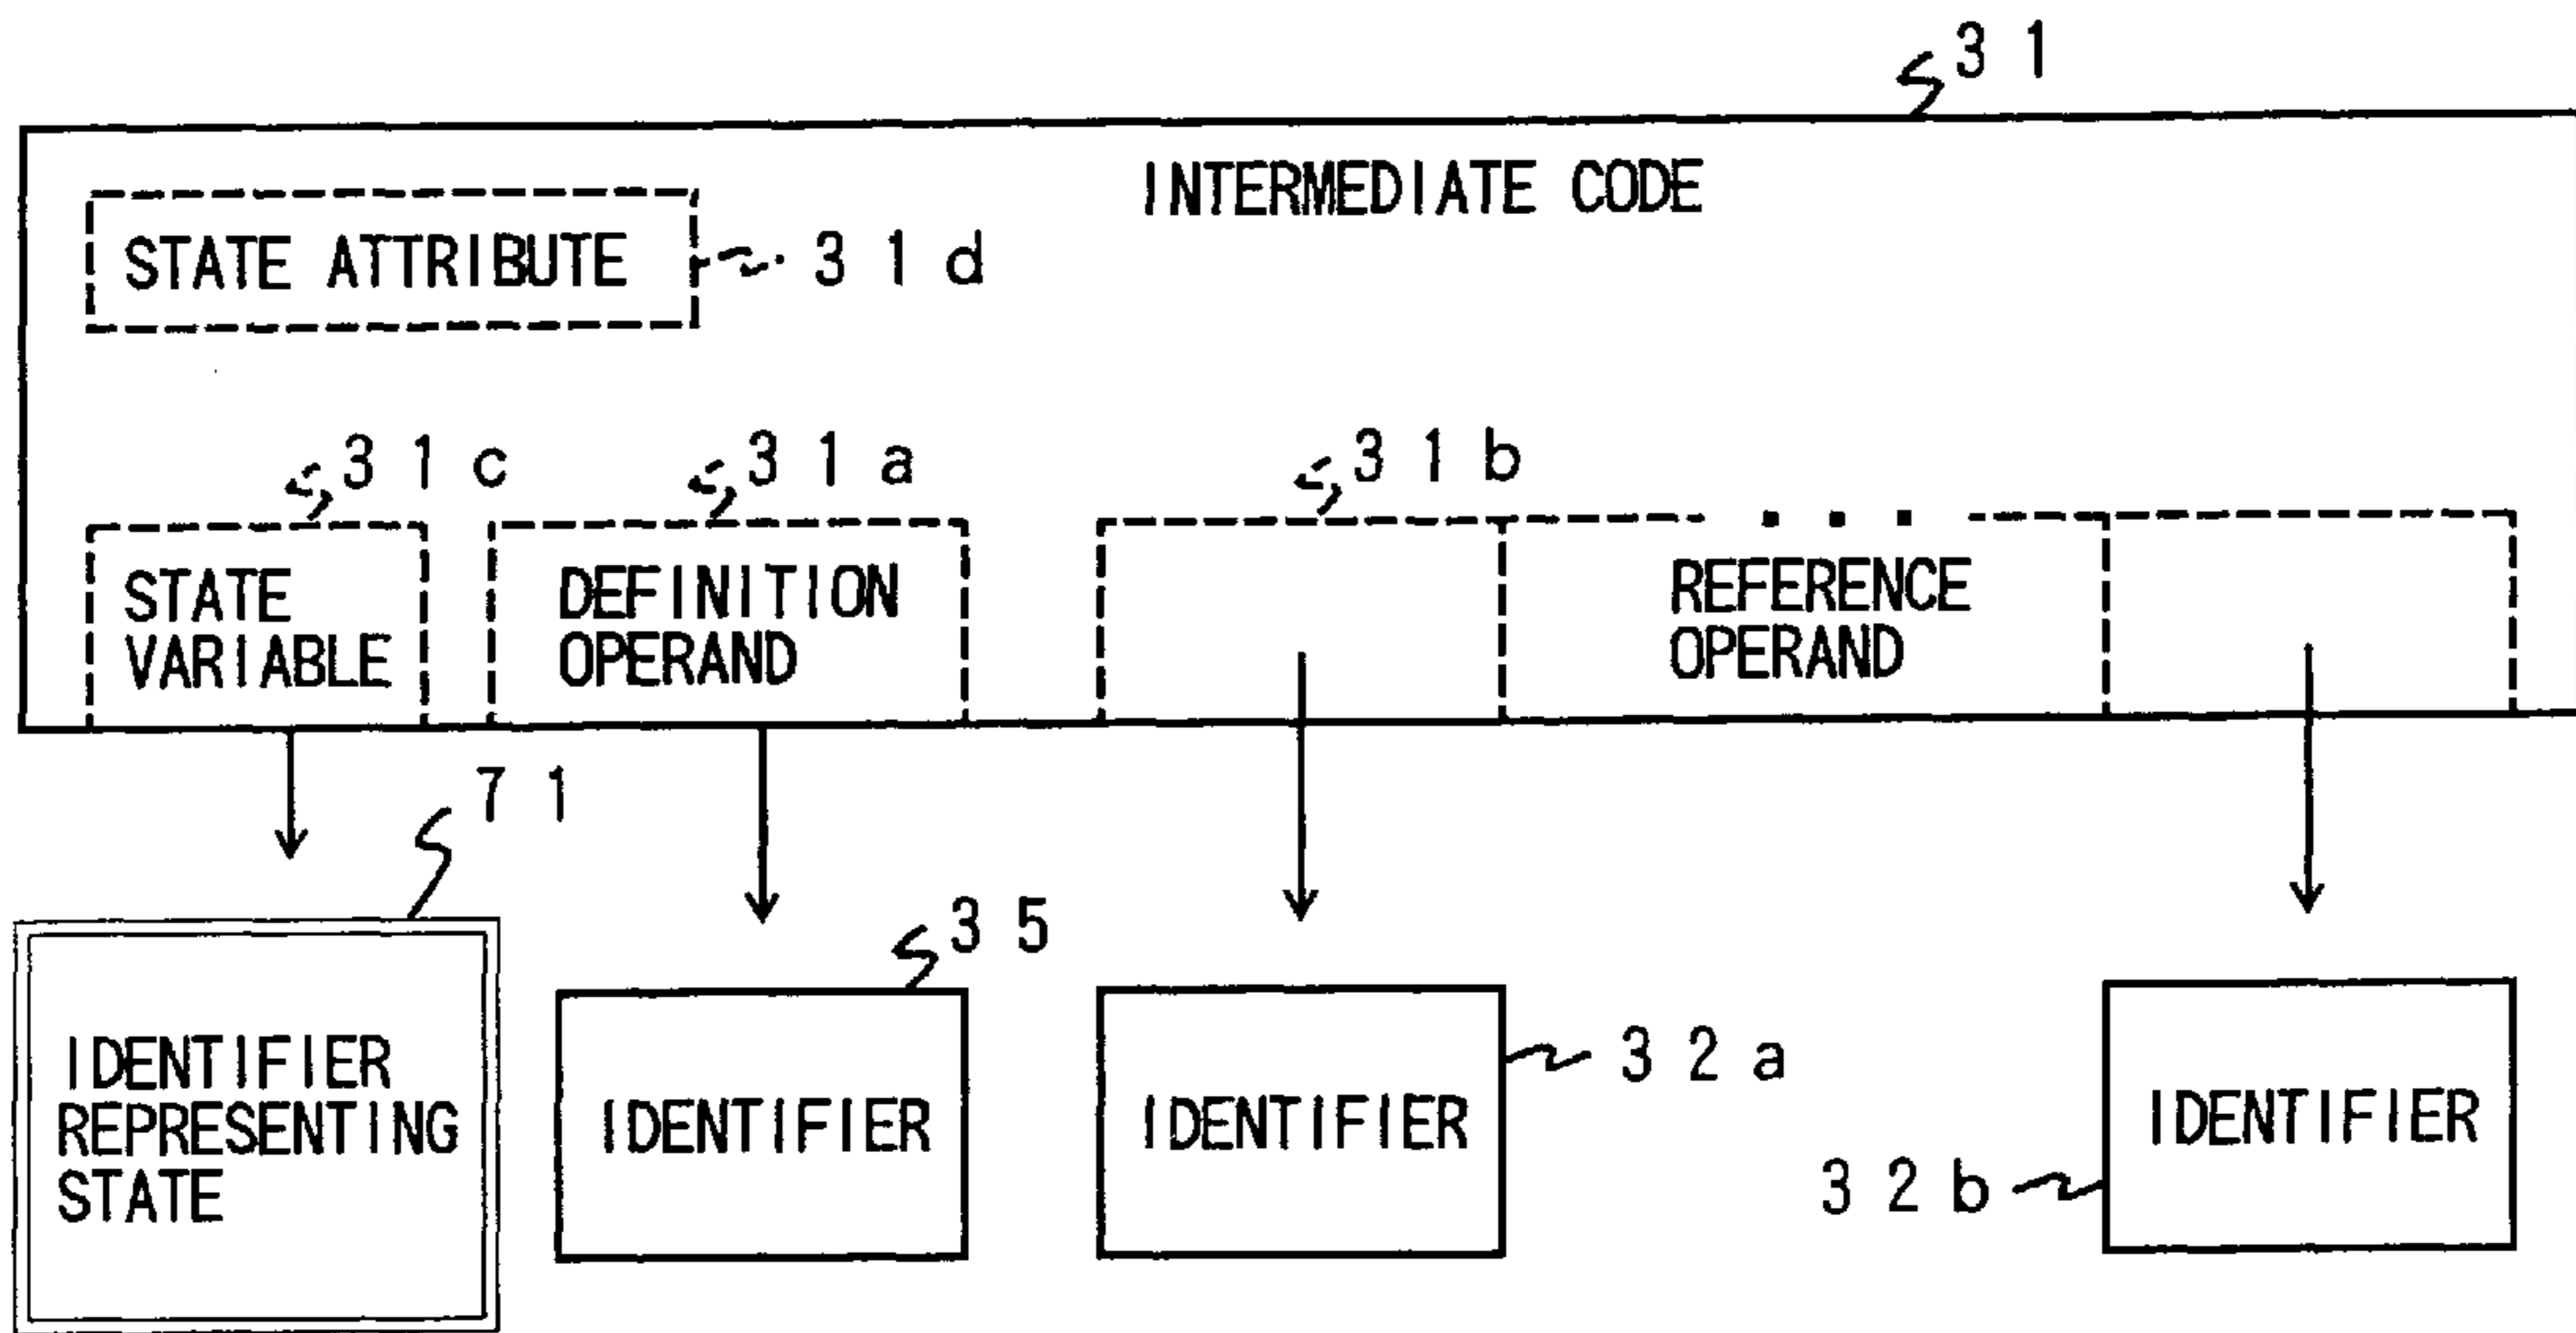 31
INTERMEDIATE CODE
STATE ATTRIBUTE
31d
31c
31a
31b
...
STATE
VARIABLE
DEFINITION
OPERAND
REFERENCE
OPERAND
71
35
IDENTIFIER
REPRESENTING
STATE
IDENTIFIER
IDENTIFIER
32a
IDENTIFIER
32b